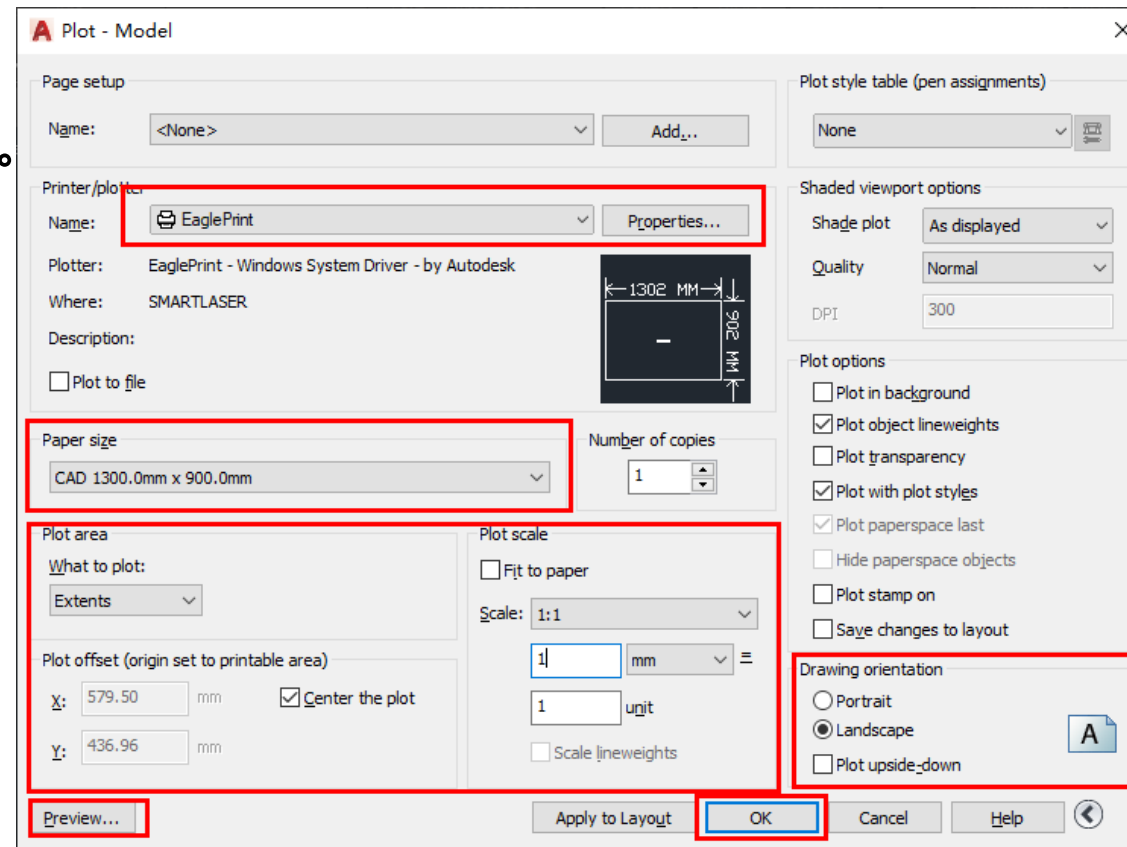 Plot - Model
Page setup
Name:
<None>
Add...
Plot style table (pen assignments)
None
Printer/plotter
Name:
EaglePrint
Properties...
Plotter:
EaglePrint - Windows System Driver - by Autodesk
Where:
SMARTLASER
Description:
Plot to file
1302 MM
902 MM
Shaded viewport options
Shade plot
As displayed
Quality
Normal
DPI
300
Paper size
CAD 1300.0mm x 900.0mm
Number of copies
1
Plot options
Plot in background
Plot object lineweights
Plot transparency
Plot with plot styles
Plot paperspace last
Hide paperspace objects
Plot stamp on
Save changes to layout
Plot area
What to plot:
Extents
Plot scale
Fit to paper
Scale:
1:1
1
mm
=
1
unit
Scale lineweights
Plot offset (origin set to printable area)
X:
579.50
mm
Center the plot
Y:
436.96
mm
Drawing orientation
Portrait
Landscape
Plot upside-down
A
Preview...
Apply to Layout
OK
Cancel
Help